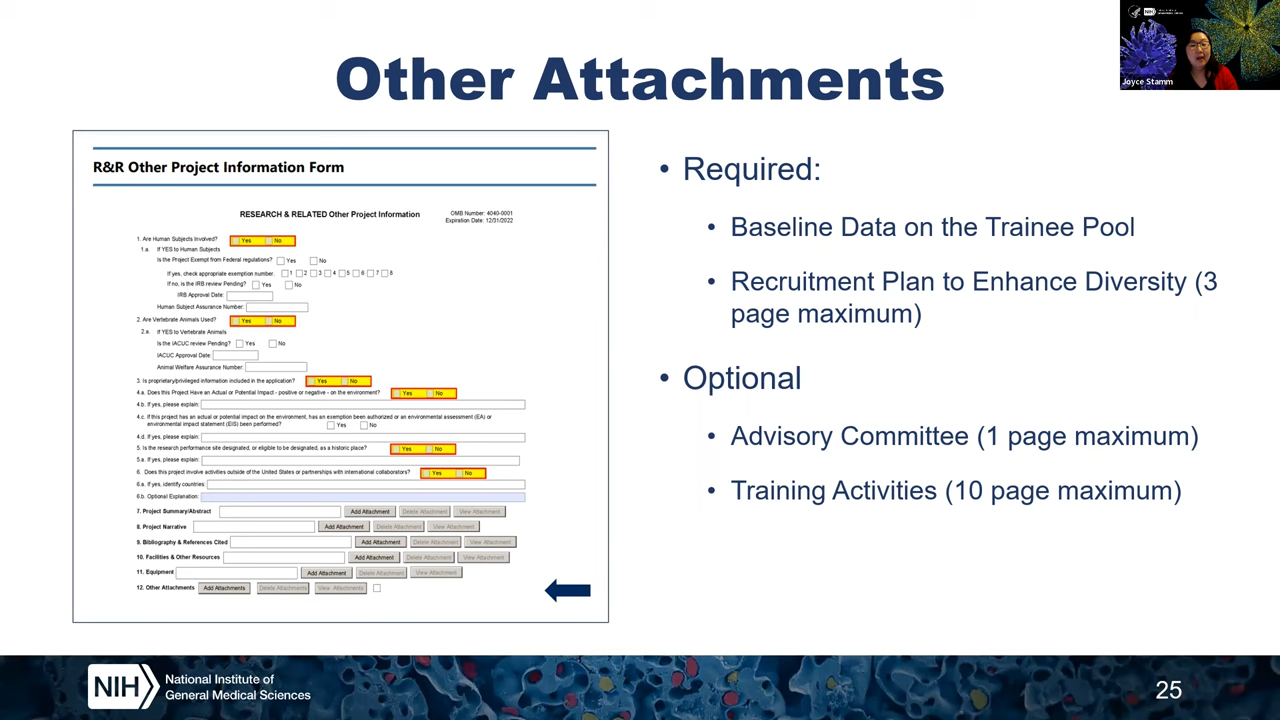 Other Attachments
Joyce Stamm
R&R Other Project Information Form
RESEARCH & RELATED Other Project Information
OMB Number: 4040-0001
Expiration Date: 12/31/2022
1. Are Human Subjects Involved? Yes No
1.a. If YES to Human Subjects
Is the Project Exempt from Federal regulations? Yes No
If yes, check appropriate exemption number. 1 2 3 4 5 6 7 8
If no, is the IRB review Pending? Yes No
IRB Approval Date:
Human Subject Assurance Number:
2. Are Vertebrate Animals Used? Yes No
2.a. If YES to Vertebrate Animals
Is the IACUC review Pending? Yes No
IACUC Approval Date:
Animal Welfare Assurance Number:
3. Is proprietary/privileged information included in the application? Yes No
4.a. Does this Project Have an Actual or Potential Impact - positive or negative - on the environment? Yes No
4.b. If yes, please explain:
4.c. If this project has an actual or potential impact on the environment, has an exemption been authorized or an environmental assessment (EA) or
environmental impact statement (EIS) been performed? Yes No
4.d. If yes, please explain:
5. Is the research performance site designated, or eligible to be designated, as a historic place? Yes No
5.a. If yes, please explain:
6. Does this project involve activities outside of the United States or partnerships with international collaborators? Yes No
6.a. If yes, identify countries:
6.b. Optional Explanation:
7. Project Summary/Abstract Add Attachment Delete Attachment View Attachment
8. Project Narrative Add Attachment Delete Attachment View Attachment
9. Bibliography & References Cited Add Attachment Delete Attachment View Attachment
10. Facilities & Other Resources Add Attachment Delete Attachment View Attachment
11. Equipment Add Attachment Delete Attachment View Attachment
12. Other Attachments Add Attachments Delete Attachments View Attachments
• Required:
• Baseline Data on the Trainee Pool
• Recruitment Plan to Enhance Diversity (3
page maximum)
• Optional
• Advisory Committee (1 page maximum)
• Training Activities (10 page maximum)
NIH
National Institute of
General Medical Sciences
25